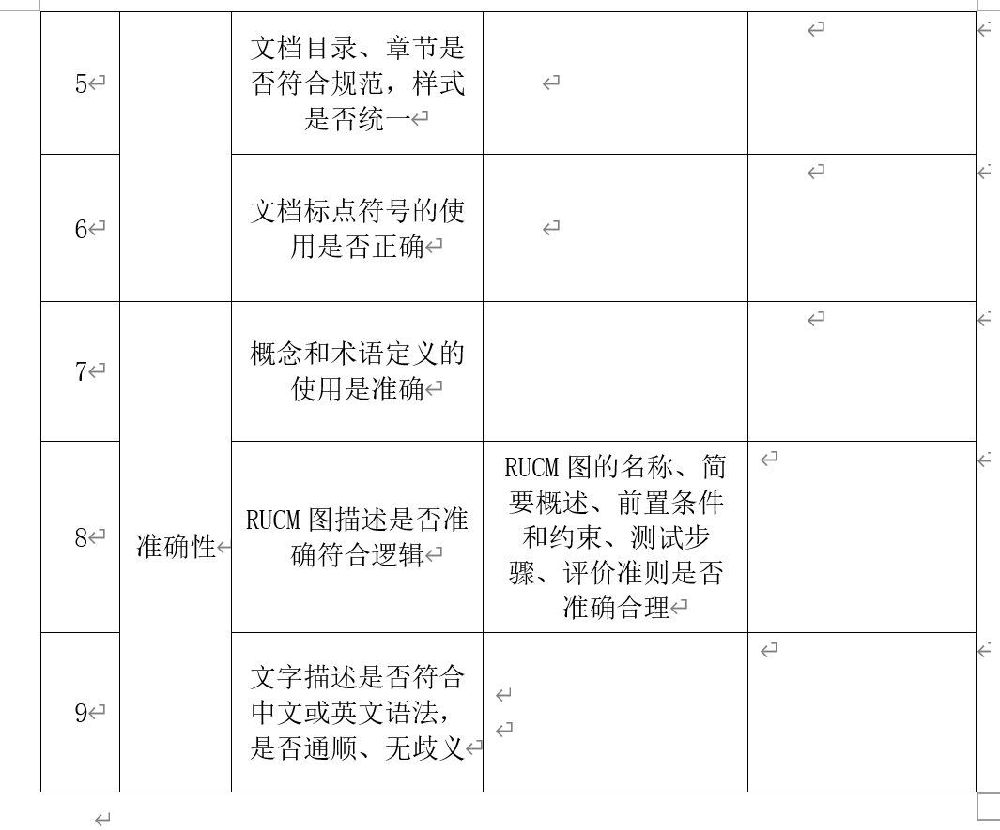 5
文档目录、章节是
否符合规范，样式
是否统一
6
文档标点符号的使
用是否正确
7
准确性
概念和术语定义的
使用是准确
8
RUCM 图描述是否准
确符合逻辑
RUCM 图的名称、简
要概述、前置条件
和约束、测试步
骤、评价准则是否
准确合理
9
文字描述是否符合
中文或英文语法，
是否通顺、无歧义